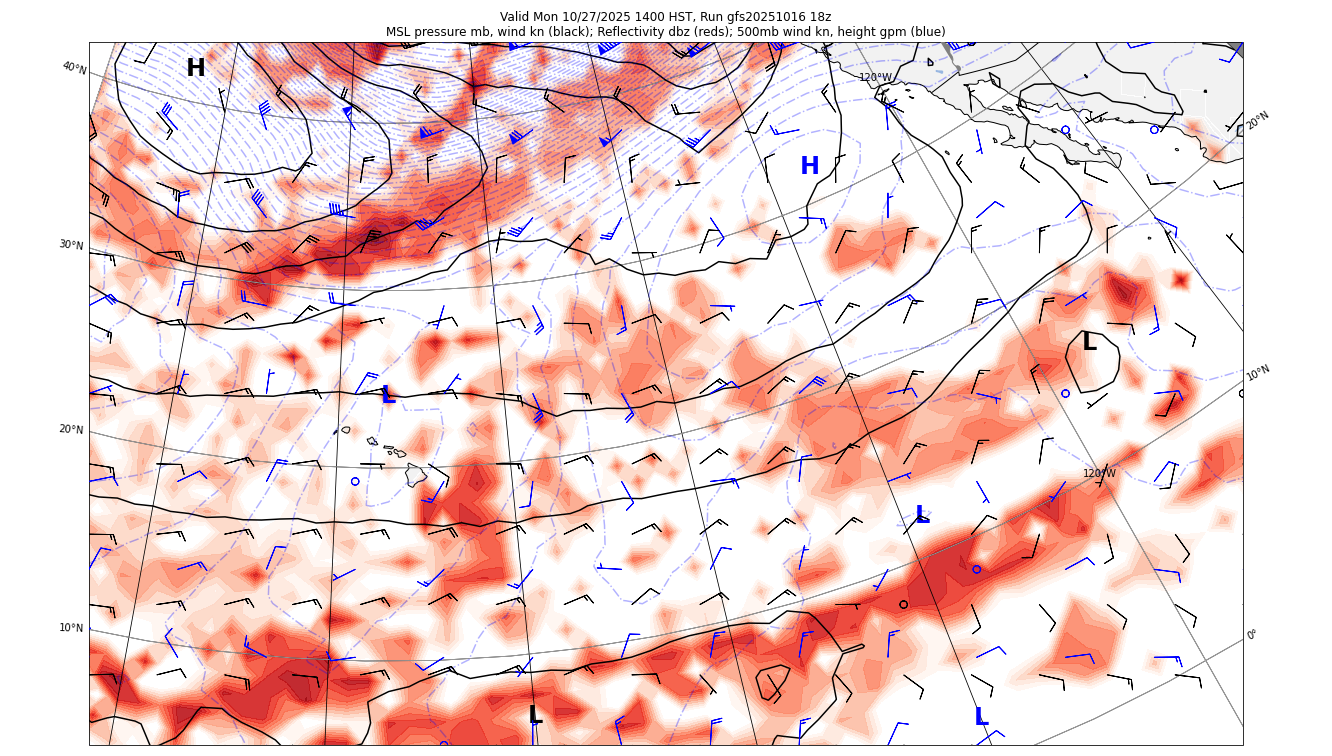 Valid Mon 10/27/2025 1400 HST, Run gfs20251016 18z
MSL pressure mb, wind kn (black); Reflectivity dbz (reds); 500mb wind kn, height gpm (blue)
40°N
H
120°W
20°N
H
30°N
L
10°N
L
20°N
120°W
L
10°N
0°
L
L